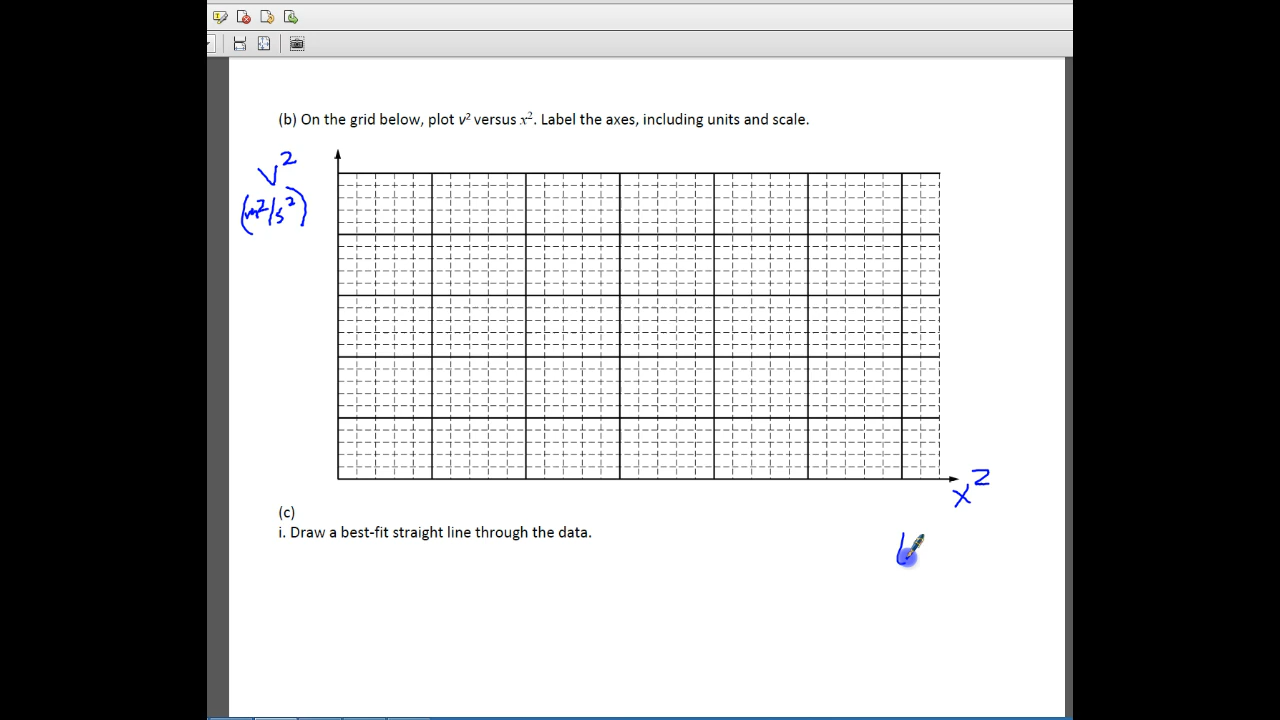 (b) On the grid below, plot v² versus x². Label the axes, including units and scale.
v²
(m²/s²)
x²
(c)
i. Draw a best-fit straight line through the data.